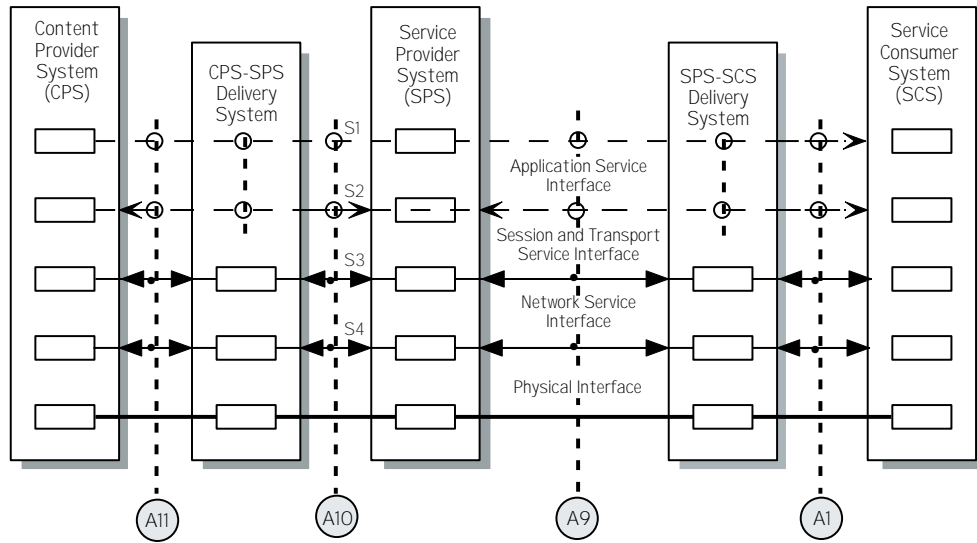 Content
Provider
System
(CPS)
CPS-SPS
Delivery
System
Service
Provider
System
(SPS)
SPS-SCS
Delivery
System
Service
Consumer
System
(SCS)
S1
Application Service
Interface
S2
Session and Transport
Service Interface
S3
Network Service
Interface
S4
Physical Interface
A11
A10
A9
A1